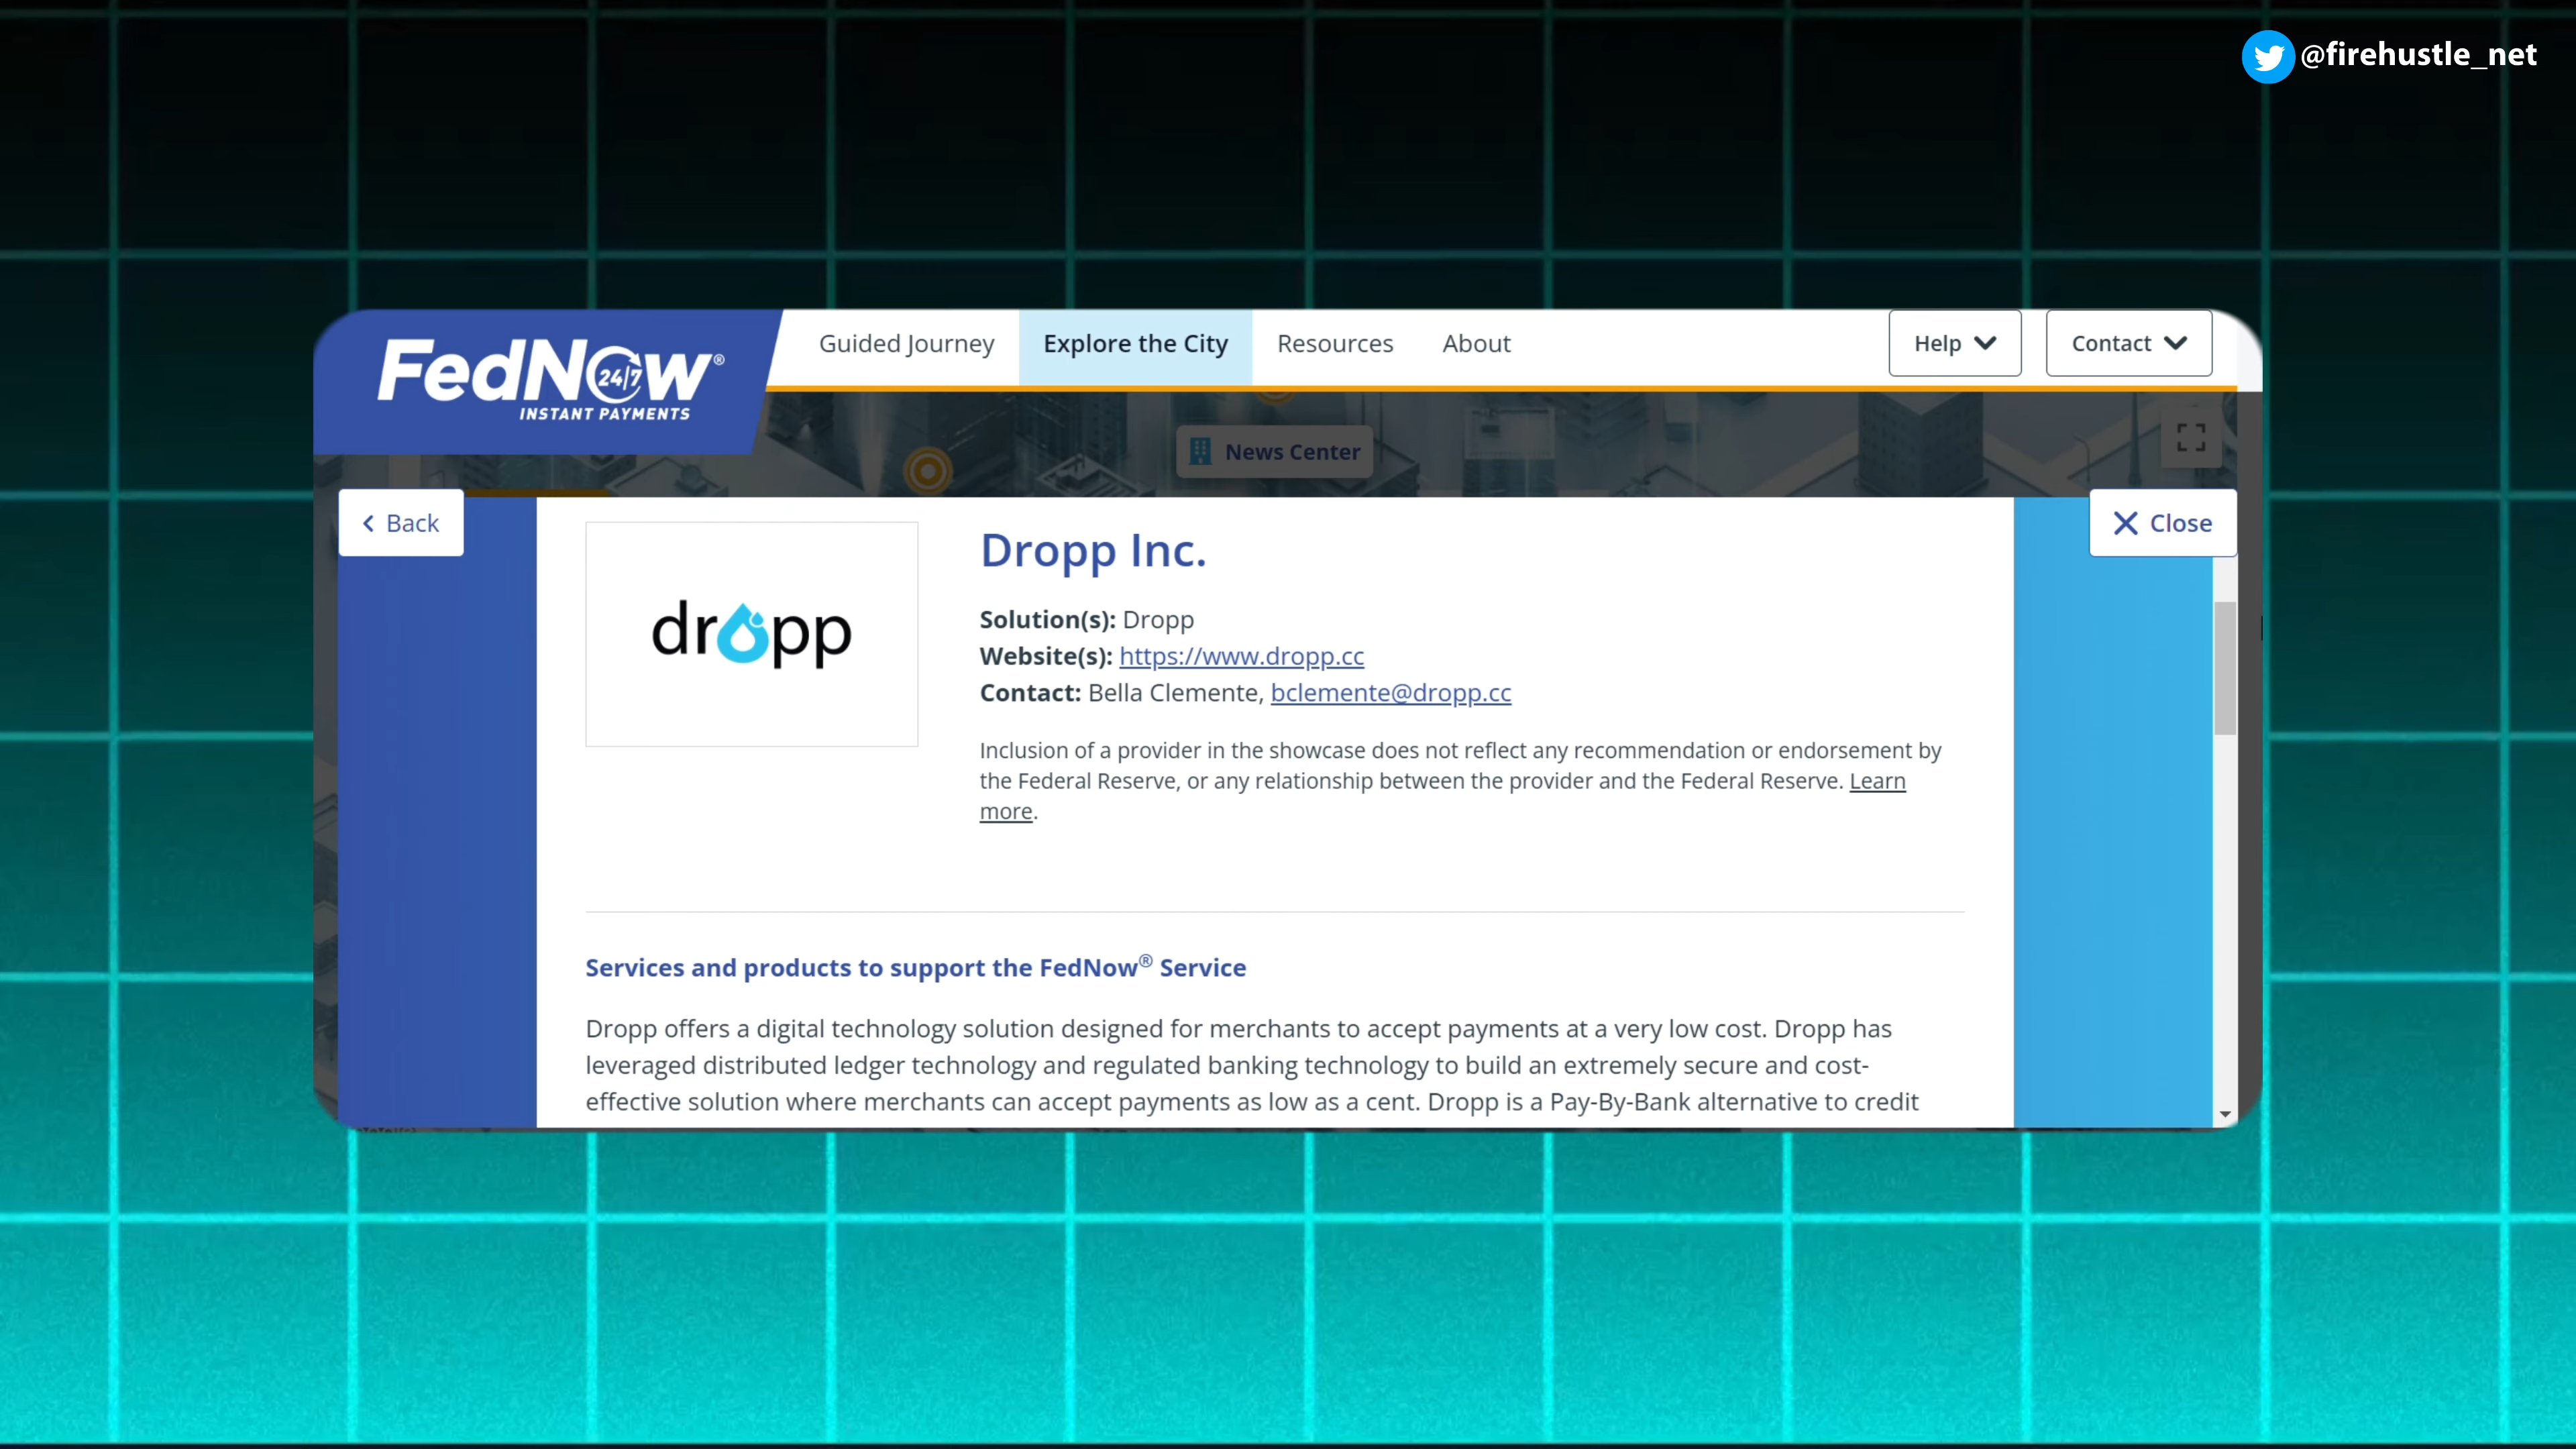 @firehustle_net
FedNow®
24/7
INSTANT PAYMENTS
Guided Journey
Explore the City
Resources
About
Help
Contact
News Center
Back
Close
dropp
Dropp Inc.
Solution(s): Dropp
Website(s): https://www.dropp.cc
Contact: Bella Clemente, bclemente@dropp.cc
Inclusion of a provider in the showcase does not reflect any recommendation or endorsement by
the Federal Reserve, or any relationship between the provider and the Federal Reserve. Learn
more.
Services and products to support the FedNow® Service
Dropp offers a digital technology solution designed for merchants to accept payments at a very low cost. Dropp has
leveraged distributed ledger technology and regulated banking technology to build an extremely secure and cost-
effective solution where merchants can accept payments as low as a cent. Dropp is a Pay-By-Bank alternative to credit